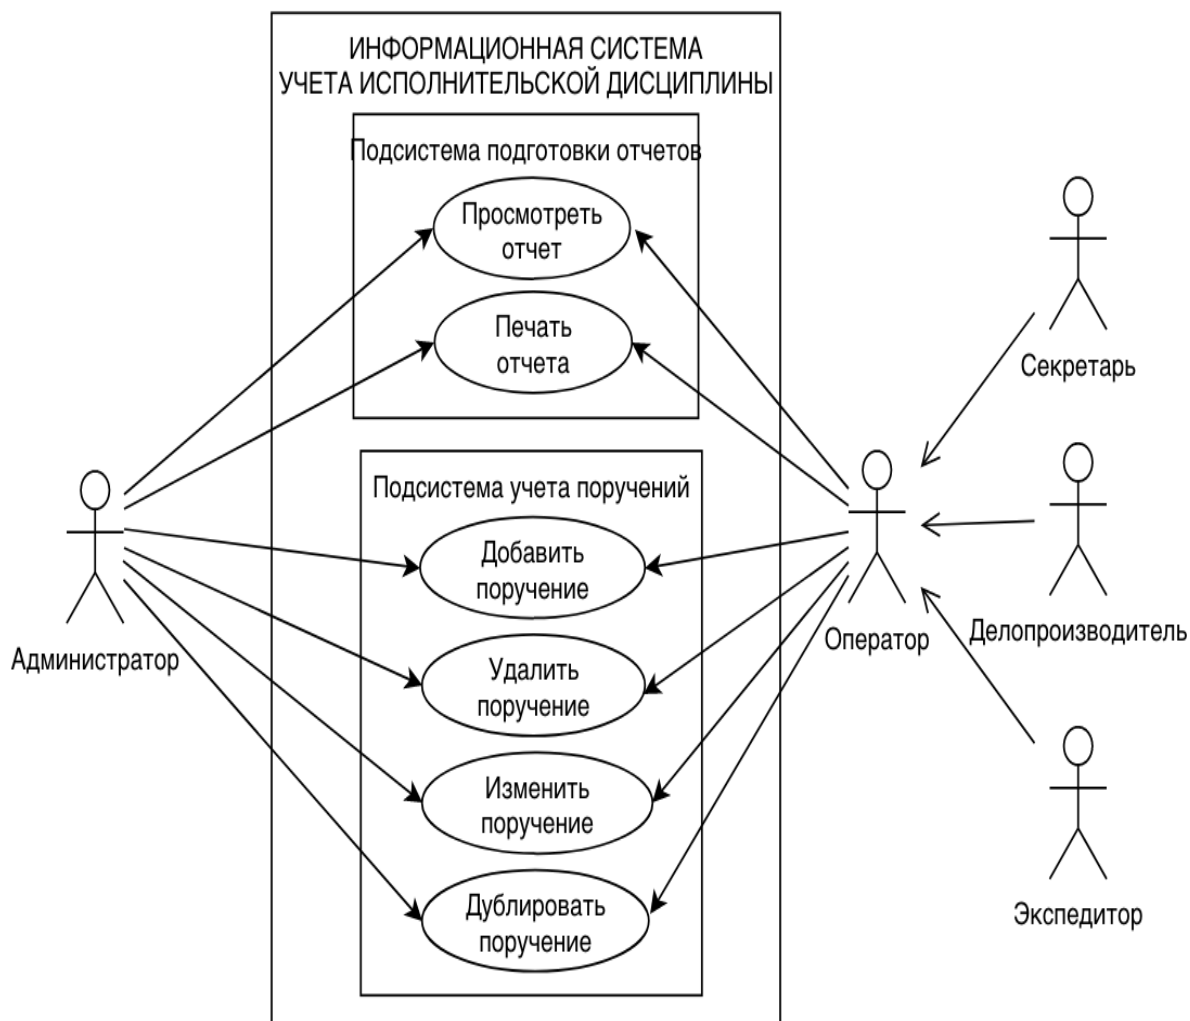 ИНФОРМАЦИОННАЯ СИСТЕМА
УЧЕТА ИСПОЛНИТЕЛЬСКОЙ ДИСЦИПЛИНЫ
Подсистема подготовки отчетов
Просмотреть
отчет
Печать
отчета
Подсистема учета поручений
Добавить
поручение
Удалить
поручение
Изменить
поручение
Дублировать
поручение
Администратор
Оператор
Секретарь
Делопроизводитель
Экспедитор